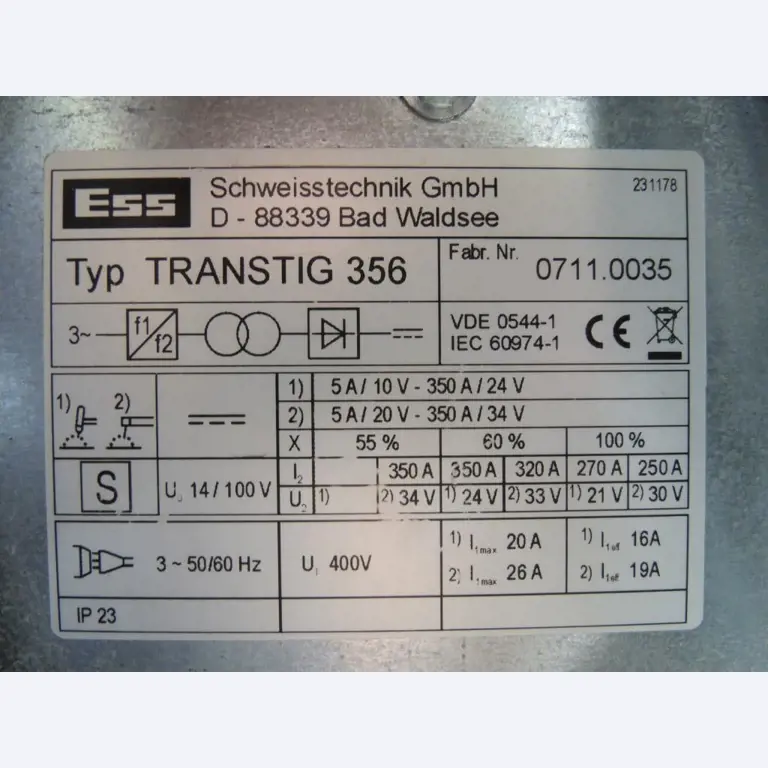 Ess Schweisstechnik GmbH 231178
D - 88339 Bad Waldsee
Typ TRANSTIG 356 Fabr. Nr. 0711.0035
3~ f1/f2 VDE 0544-1 CE
IEC 60974-1
1) 2) 1) 5 A / 10 V - 350 A / 24 V
2) 5 A / 20 V - 350 A / 34 V
X 55 % 60 % 100 %
S U₀ 14 / 100 V I₂ 350 A 350 A 320 A 270 A 250 A
U₂ 1) 2) 34 V 1) 24 V 2) 33 V 1) 21 V 2) 30 V
3 ~ 50/60 Hz U₁ 400V 1) I₁max 20 A 1) I₁eff 16A
2) I₁max 26 A 2) I₁eff 19A
IP 23